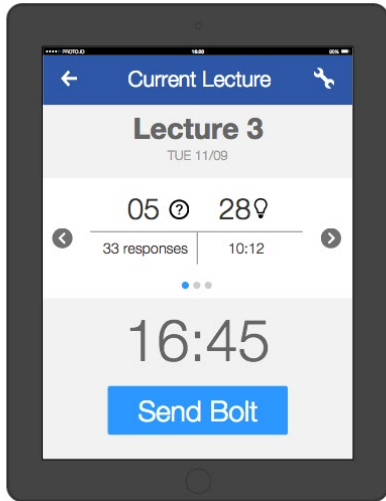 PROTO.IO 16:00 60%
Current Lecture
Lecture 3
TUE 11/09
05 ? 28
33 responses 10:12
16:45
Send Bolt